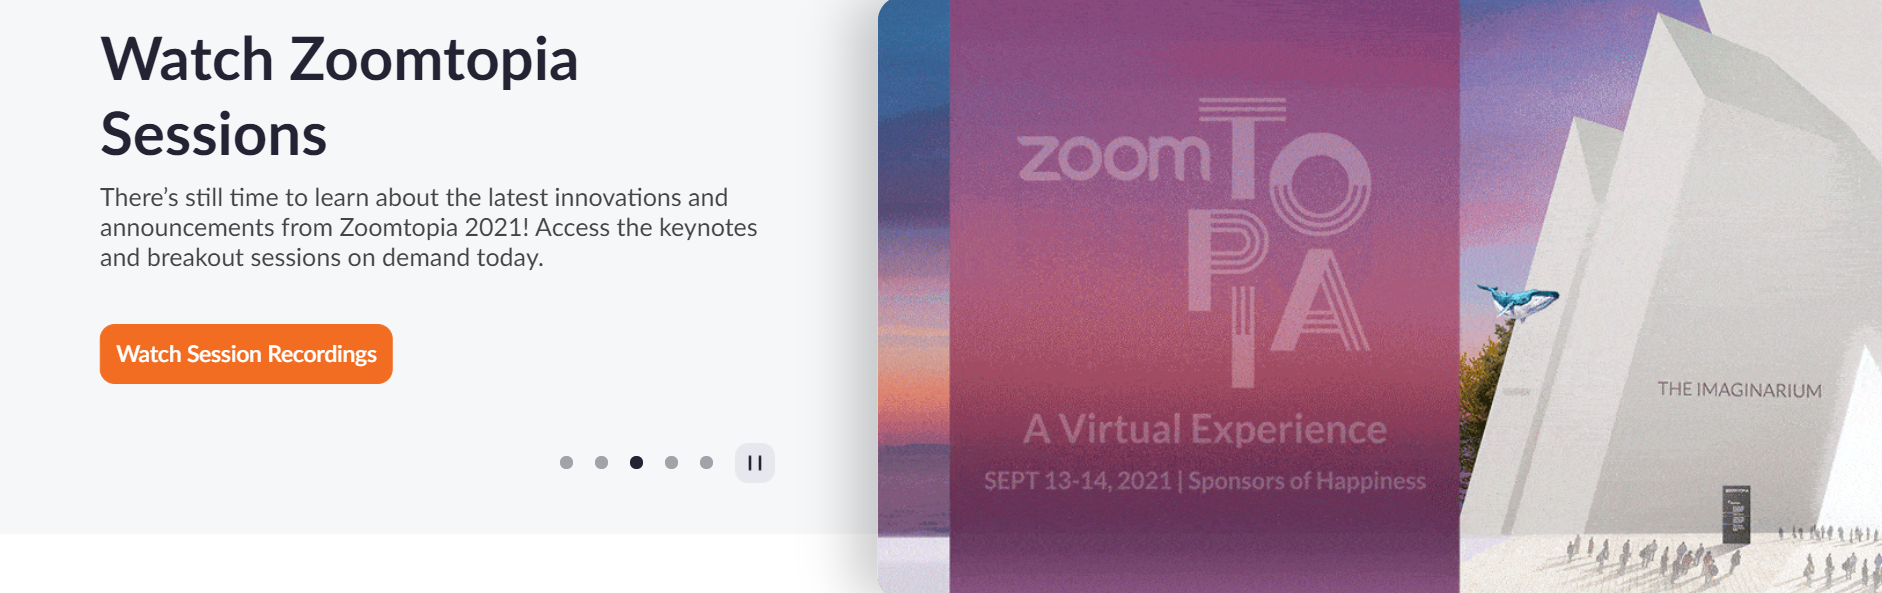 Watch Zoomtopia
Sessions
There's still time to learn about the latest innovations and
announcements from Zoomtopia 2021! Access the keynotes
and breakout sessions on demand today.
Watch Session Recordings
zoomTOPIA
A Virtual Experience
SEPT 13-14, 2021 | Sponsors of Happiness
THE IMAGINARIUM